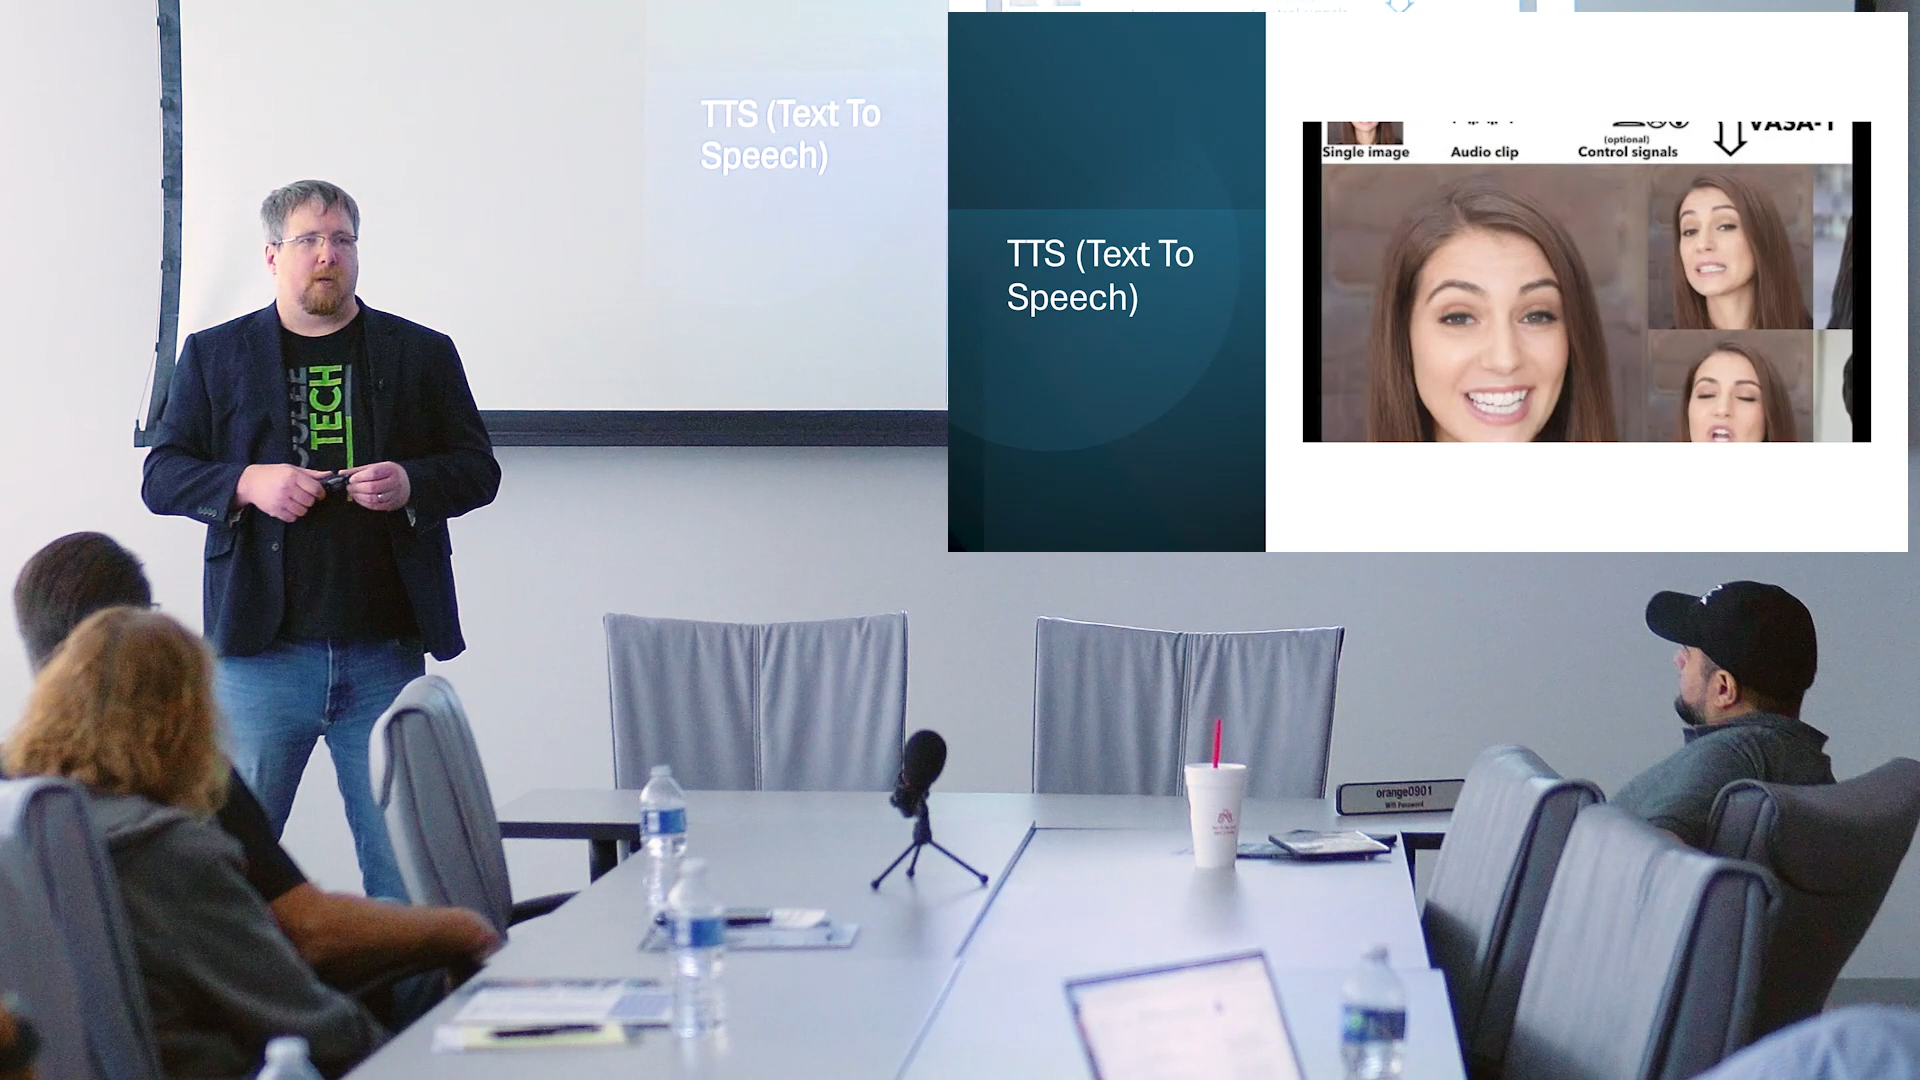 TTS (Text To
Speech)
TTS (Text To
Speech)
VASA-1
Single image
Audio clip
(optional)
Control signals
TECH
orange0901
Wifi Password